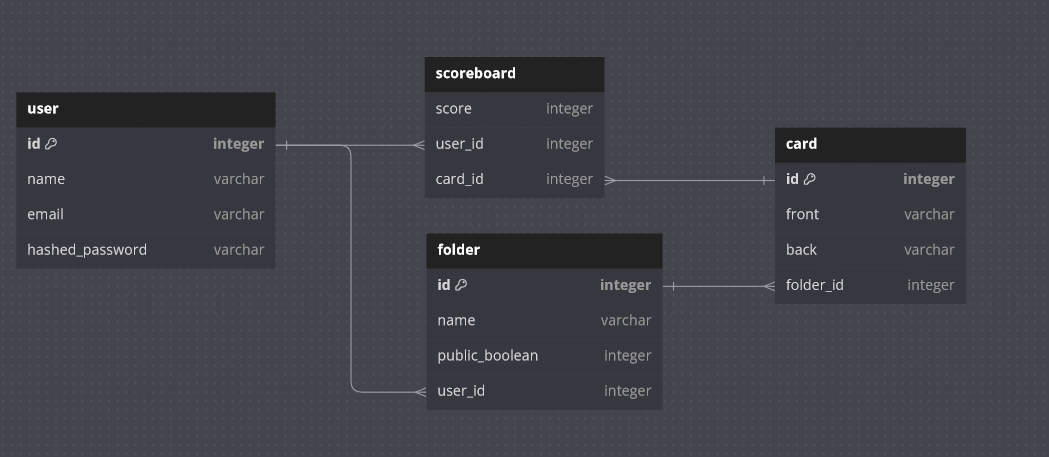 user
id integer
name varchar
email varchar
hashed_password varchar
scoreboard
score integer
user_id integer
card_id integer
folder
id integer
name varchar
public_boolean integer
user_id integer
card
id integer
front varchar
back varchar
folder_id integer